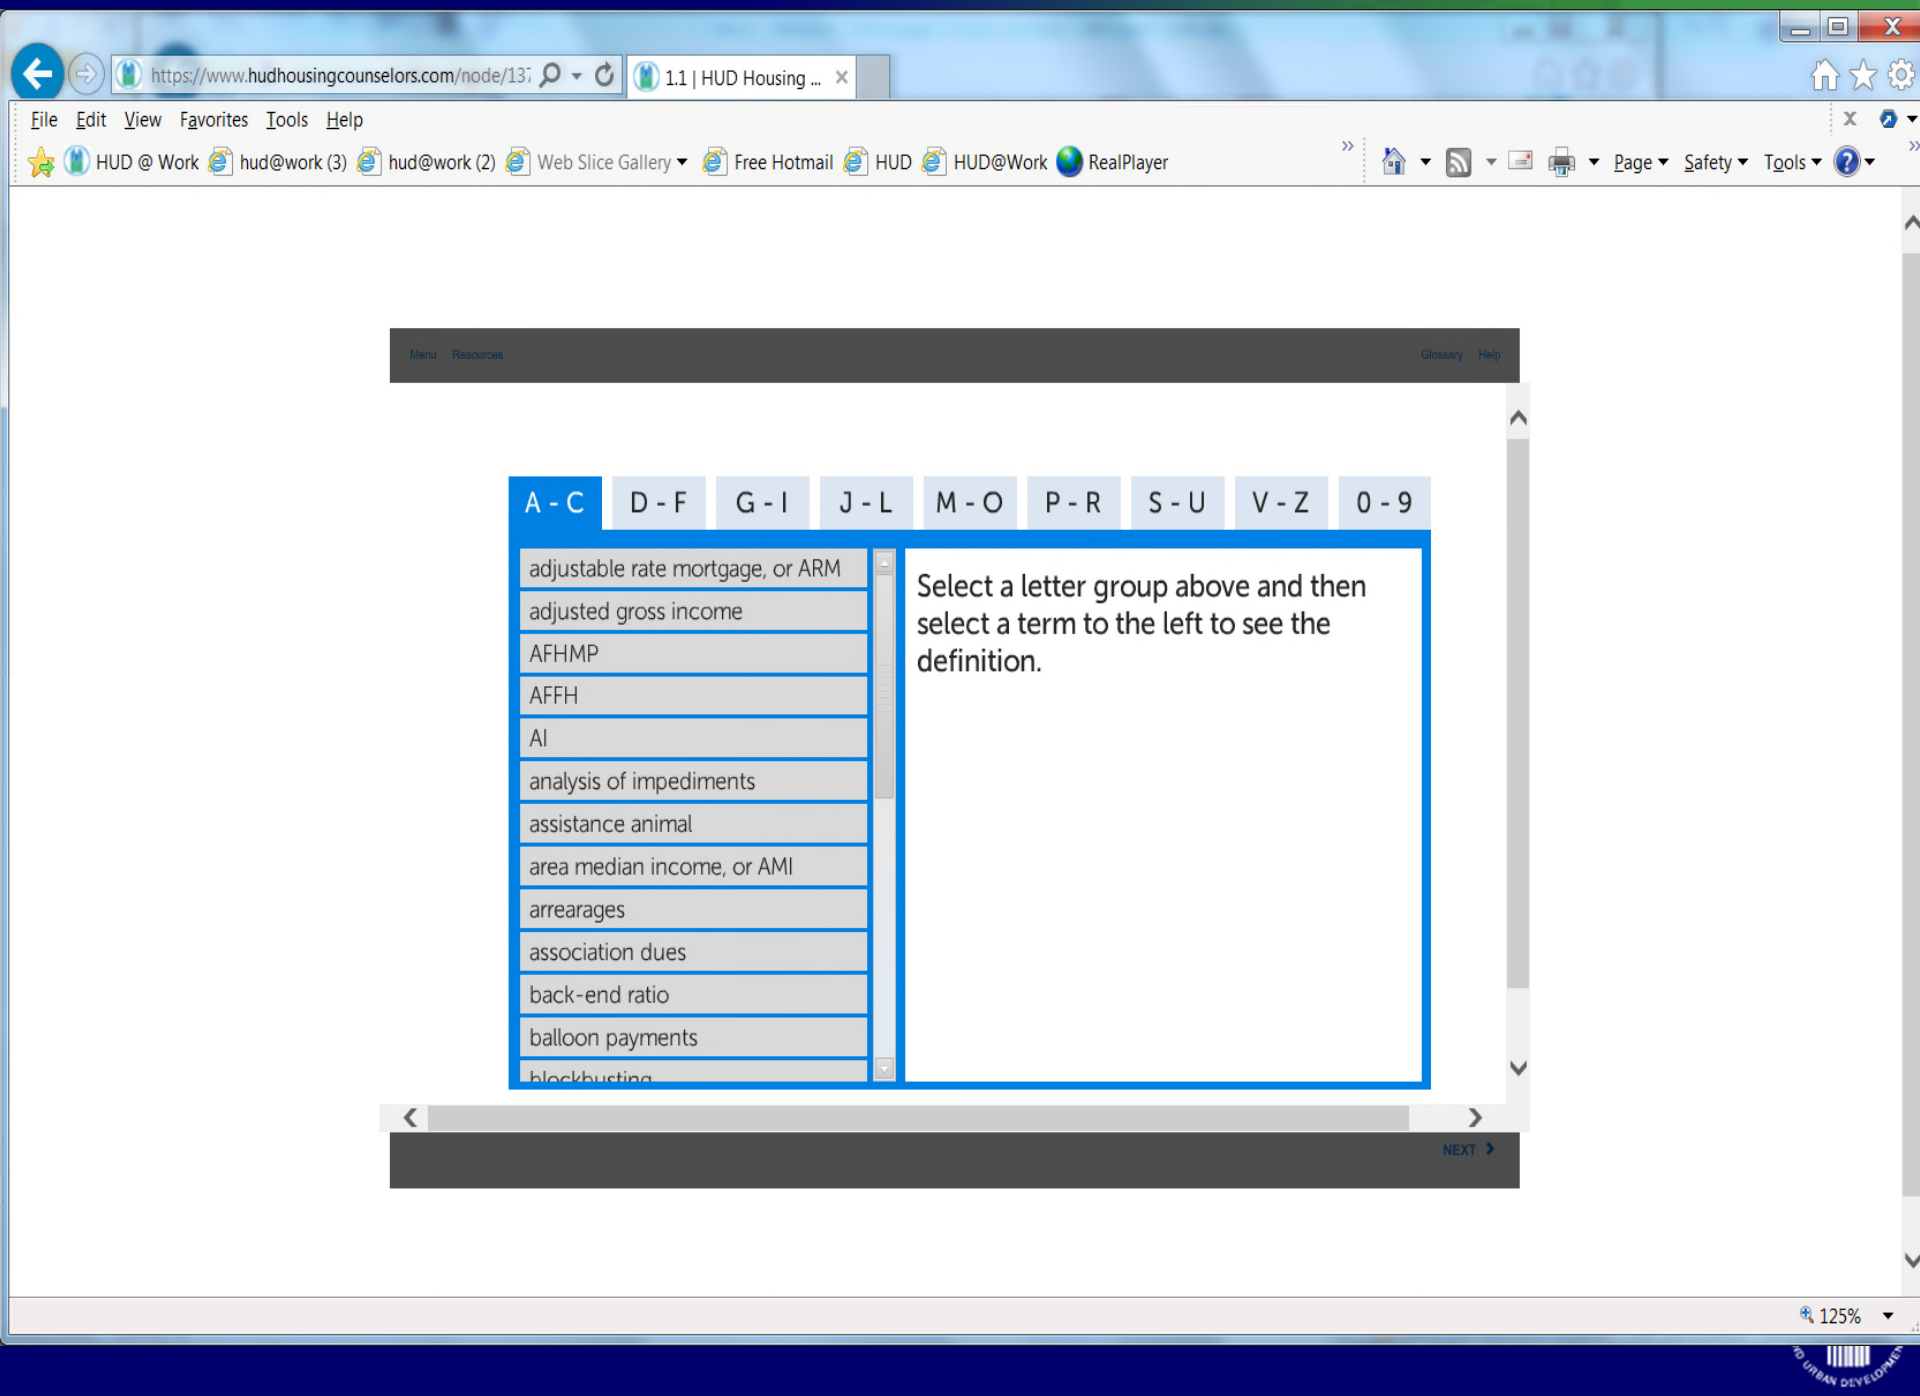 https://www.hudhousingcounselors.com/node/137
1.1 | HUD Housing ...
File Edit View Favorites Tools Help
HUD @ Work hud@work (3) hud@work (2) Web Slice Gallery Free Hotmail HUD HUD@Work RealPlayer
Page Safety Tools
Menu Resources Glossary Help
A - C D - F G - I J - L M - O P - R S - U V - Z 0 - 9
adjustable rate mortgage, or ARM
adjusted gross income
AFHMP
AFFH
AI
analysis of impediments
assistance animal
area median income, or AMI
arrearages
association dues
back-end ratio
balloon payments
blockbusting
Select a letter group above and then
select a term to the left to see the
definition.
NEXT
125%
URBAN DEVELOPMENT